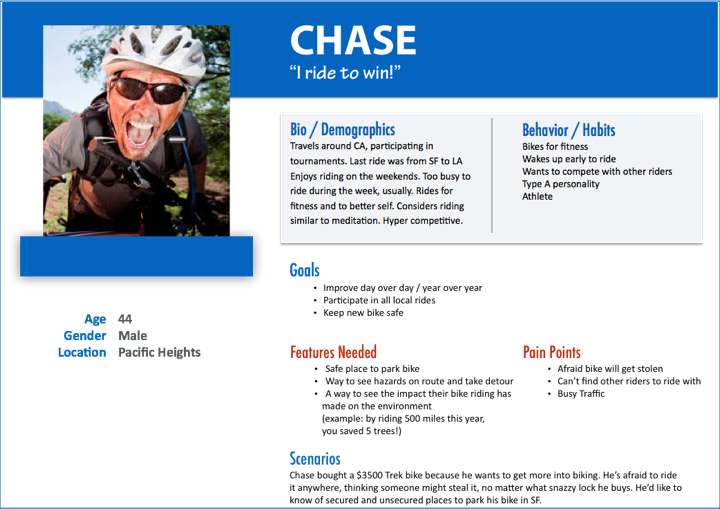 CHASE
“I ride to win!”
Bio / Demographics
Travels around CA, participating in
tournaments. Last ride was from SF to LA
Enjoys riding on the weekends. Too busy to
ride during the week, usually. Rides for
fitness and to better self. Considers riding
similar to meditation. Hyper competitive.
Behavior / Habits
Bikes for fitness
Wakes up early to ride
Wants to compete with other riders
Type A personality
Athlete
Age 44
Gender Male
Location Pacific Heights
Goals
• Improve day over day / year over year
• Participate in all local rides
• Keep new bike safe
Features Needed
• Safe place to park bike
• Way to see hazards on route and take detour
• A way to see the impact their bike riding has
made on the environment
(example: by riding 500 miles this year,
you saved 5 trees!)
Pain Points
• Afraid bike will get stolen
• Can’t find other riders to ride with
• Busy Traffic
Scenarios
Chase bought a $3500 Trek bike because he wants to get more into biking. He’s afraid to ride
it anywhere, thinking someone might steal it, no matter what snazzy lock he buys. He’d like to
know of secured and unsecured places to park his bike in SF.